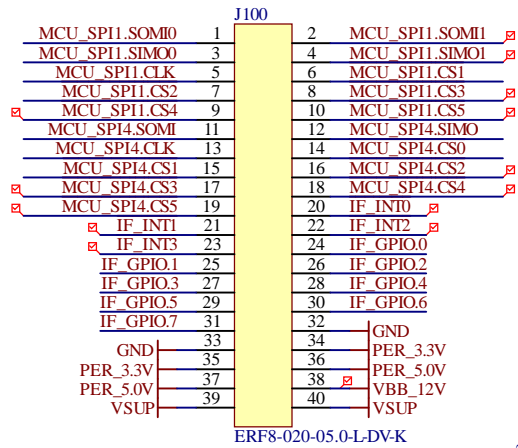 J100
MCU_SPI1.SOMI0 1 2 MCU_SPI1.SOMI1
MCU_SPI1.SIMO0 3 4 MCU_SPI1.SIMO1
MCU_SPI1.CLK 5 6 MCU_SPI1.CS1
MCU_SPI1.CS2 7 8 MCU_SPI1.CS3
MCU_SPI1.CS4 9 10 MCU_SPI1.CS5
MCU_SPI4.SOMI 11 12 MCU_SPI4.SIMO
MCU_SPI4.CLK 13 14 MCU_SPI4.CS0
MCU_SPI4.CS1 15 16 MCU_SPI4.CS2
MCU_SPI4.CS3 17 18 MCU_SPI4.CS4
MCU_SPI4.CS5 19 20 IF_INT0
IF_INT1 21 22 IF_INT2
IF_INT3 23 24 IF_GPIO.0
IF_GPIO.1 25 26 IF_GPIO.2
IF_GPIO.3 27 28 IF_GPIO.4
IF_GPIO.5 29 30 IF_GPIO.6
IF_GPIO.7 31 32 GND
GND 33 34 PER_3.3V
PER_3.3V 35 36 PER_5.0V
PER_5.0V 37 38 VBB_12V
VSUP 39 40 VSUP
ERF8-020-05.0-L-DV-K